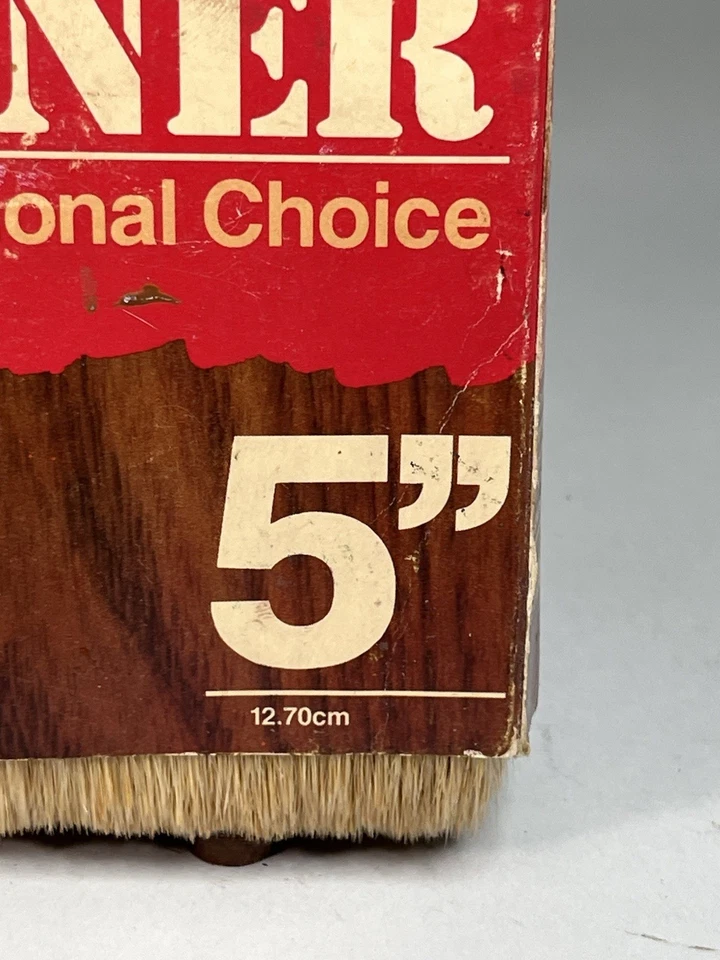 NER
onal Choice
5”
12.70cm